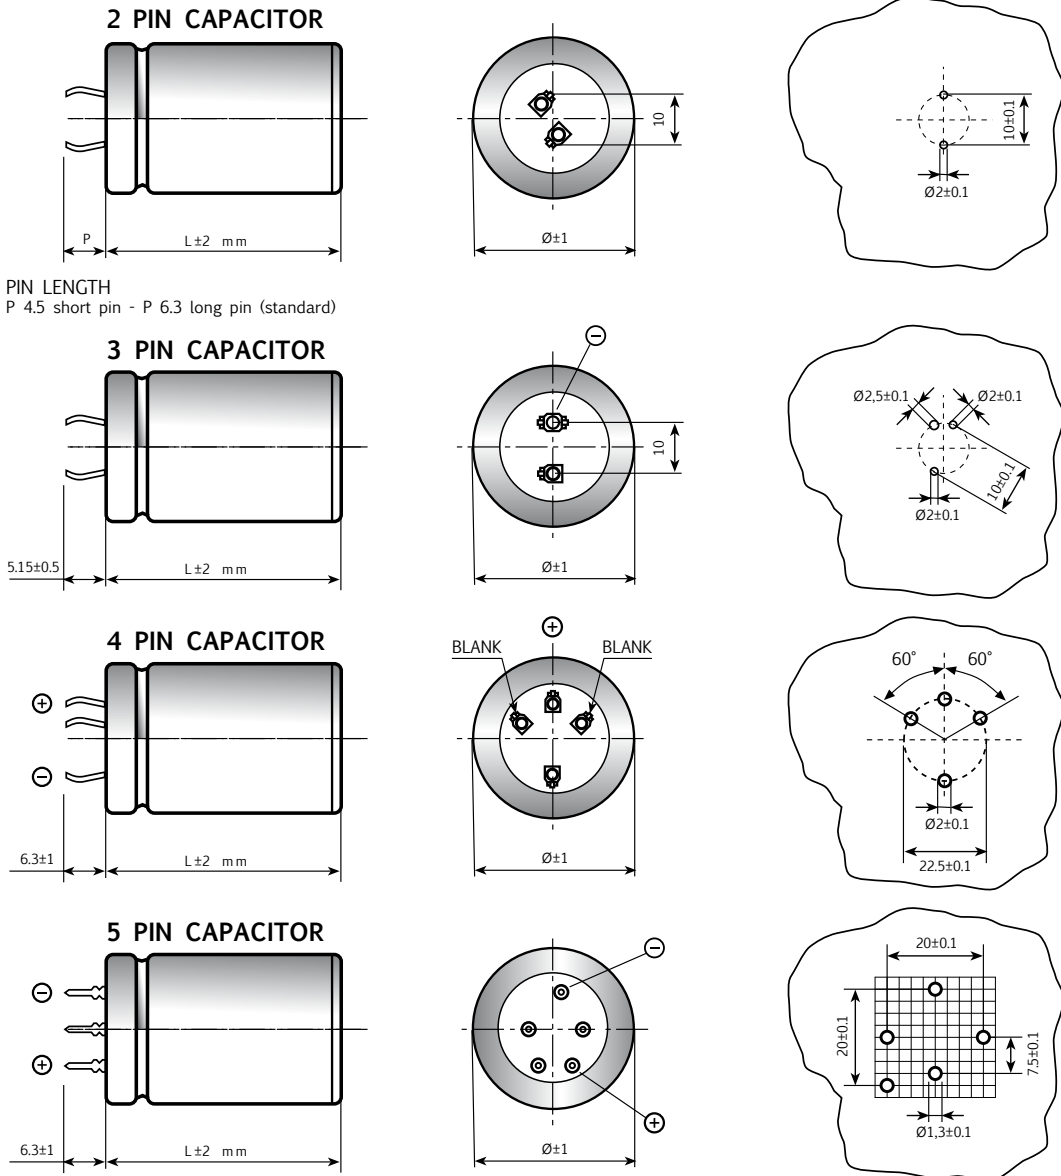 2 PIN CAPACITOR
10
10±0.1
Ø2±0.1
P
L±2 mm
Ø±1
PIN LENGTH
P 4.5 short pin - P 6.3 long pin (standard)
3 PIN CAPACITOR
−
Ø2,5±0.1
Ø2±0.1
10
10±0.1
Ø2±0.1
5.15±0.5
L±2 mm
Ø±1
4 PIN CAPACITOR
+
BLANK
BLANK
60°
60°
+
−
Ø2±0.1
6.3±1
L±2 mm
Ø±1
22.5±0.1
5 PIN CAPACITOR
−
20±0.1
−
20±0.1
7.5±0.1
+
+
Ø1,3±0.1
6.3±1
L±2 mm
Ø±1